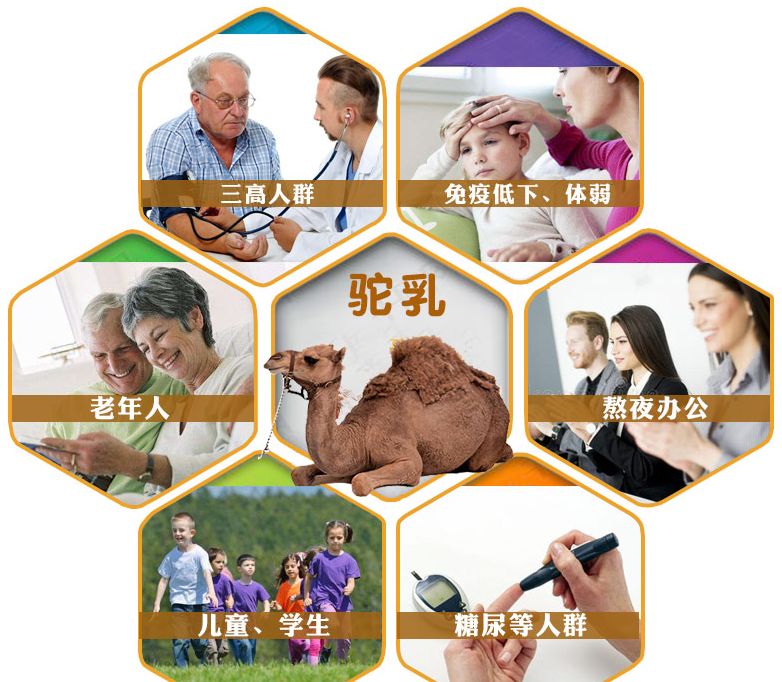 三高人群
免疫低下、体弱
驼乳
老年人
熬夜办公
儿童、学生
糖尿等人群